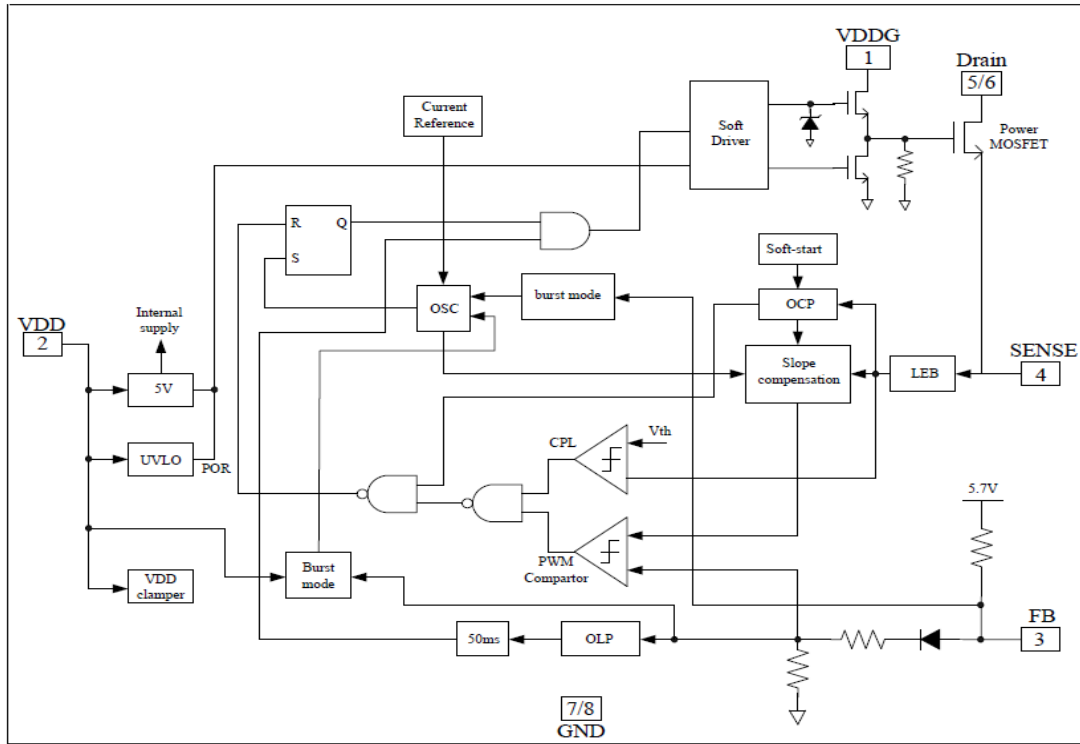 VDDG
1
Drain
5/6
Current
Reference
Soft
Driver
Power
MOSFET
R
Q
S
Soft-start
OSC
burst mode
OCP
Internal
supply
VDD
2
5V
Slope
compensation
LEB
SENSE
4
UVLO
POR
CPL
Vth
5.7V
Burst
mode
PWM
Compartor
VDD
clamper
50ms
OLP
FB
3
7/8
GND